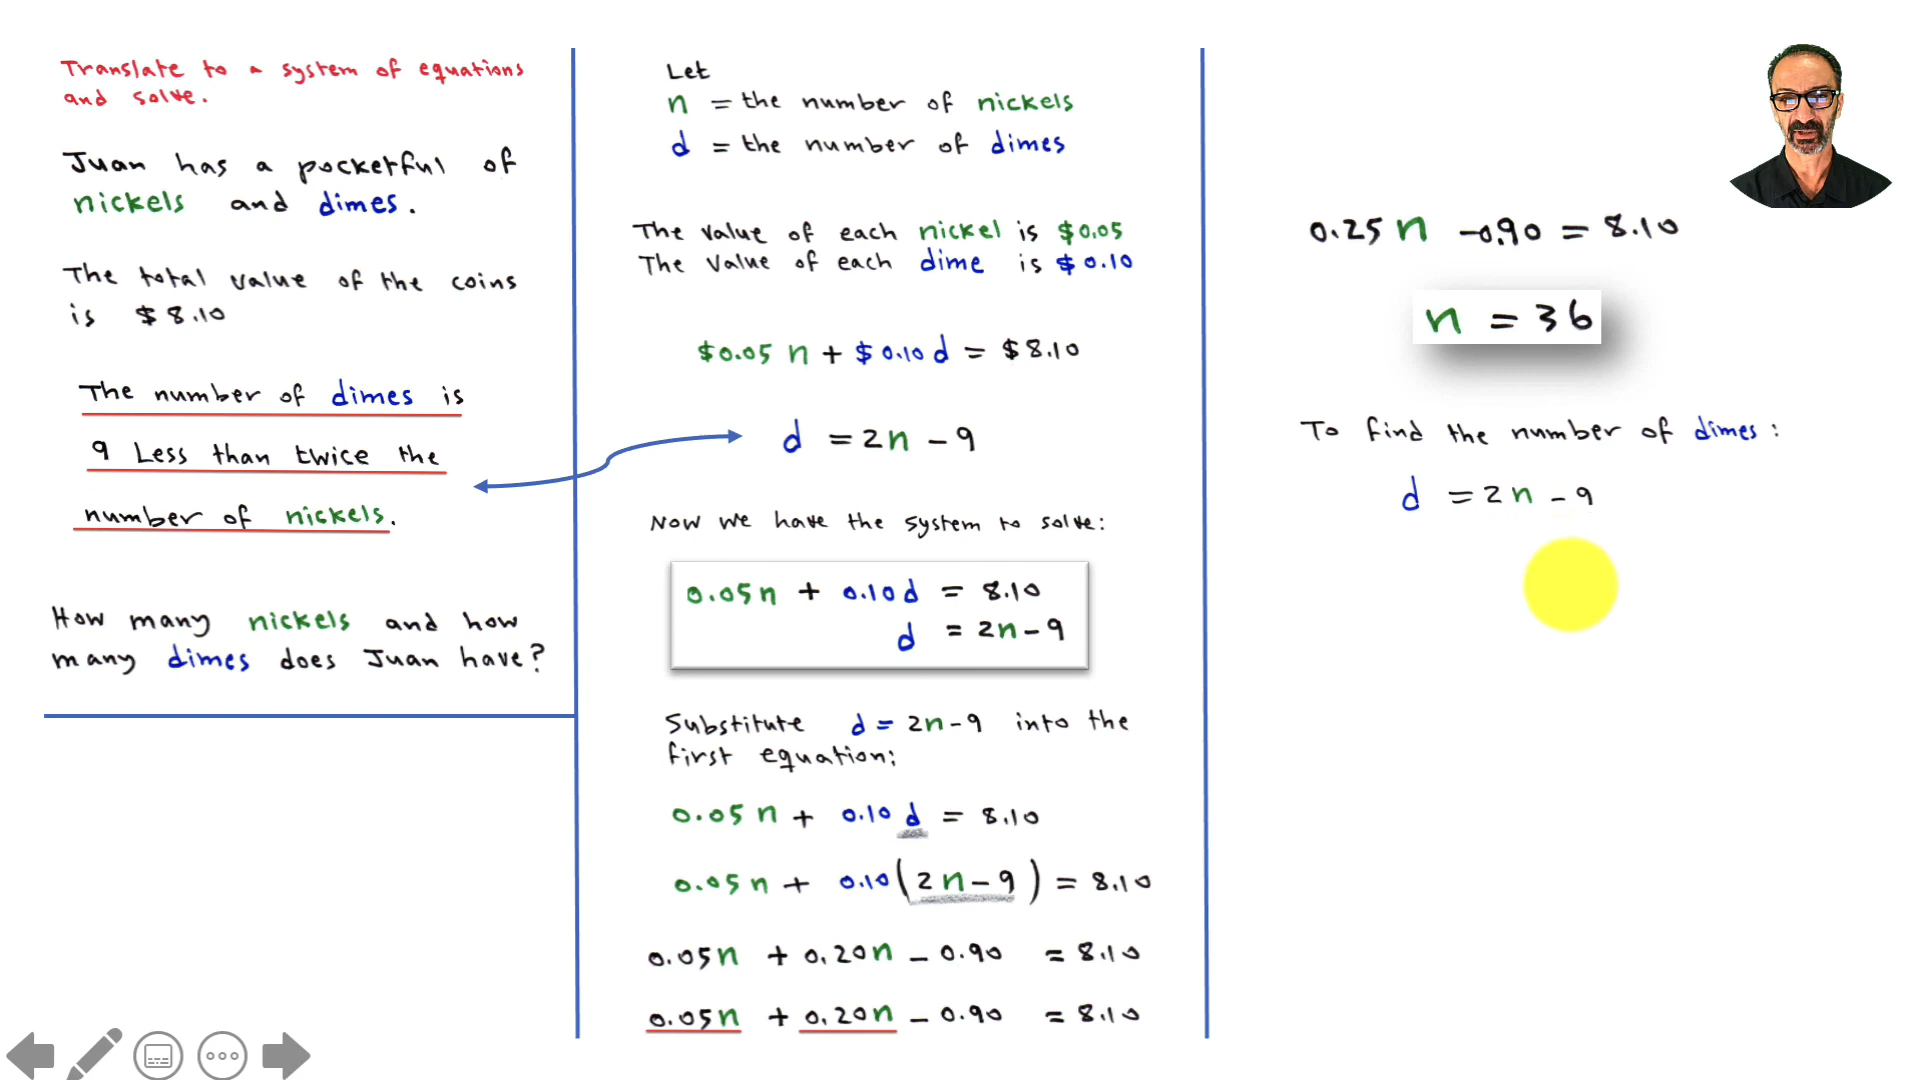 Translate to a system of equations
and solve.
Juan has a pocketful of
nickels and dimes.
The total value of the coins
is $8.10
The number of dimes is
9 Less than twice the
number of nickels.
How many nickels and how
many dimes does Juan have?
Let
n = the number of nickels
d = the number of dimes
The value of each nickel is $0.05
The value of each dime is $0.10
$0.05 n + $0.10 d = $8.10
d = 2n - 9
Now we have the system to solve:
0.05n + 0.10d = 8.10
d = 2n - 9
Substitute d = 2n - 9 into the
first equation:
0.05 n + 0.10 d = 8.10
0.05 n + 0.10 (2n - 9) = 8.10
0.05n + 0.20n - 0.90 = 8.10
0.05n + 0.20n - 0.90 = 8.10
0.25 n - 0.90 = 8.10
n = 36
To find the number of dimes:
d = 2n - 9